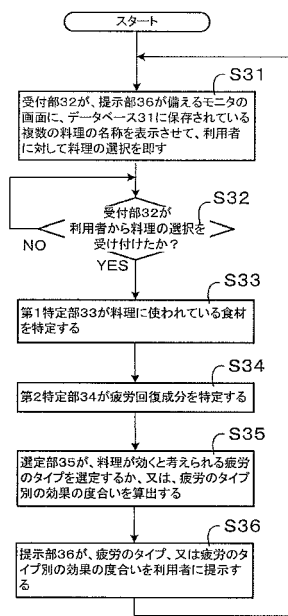 スタート
S31
受付部32が、提示部36が備えるモニタの
画面に、データベース31に保存されている
複数の料理の名称を表示させて、利用者
に対して料理の選択を即す
S32
受付部32が
利用者から料理の選択を
受け付けたか？
NO
YES
S33
第1特定部33が料理に使われている食材
を特定する
S34
第2特定部34が疲労回復成分を特定する
S35
選定部35が、料理が効くと考えられる疲労
のタイプを選定するか、又は、疲労のタイプ
別の効果の度合いを算出する
S36
提示部36が、疲労のタイプ、又は疲労のタ
イプ別の効果の度合いを利用者に提示す
る